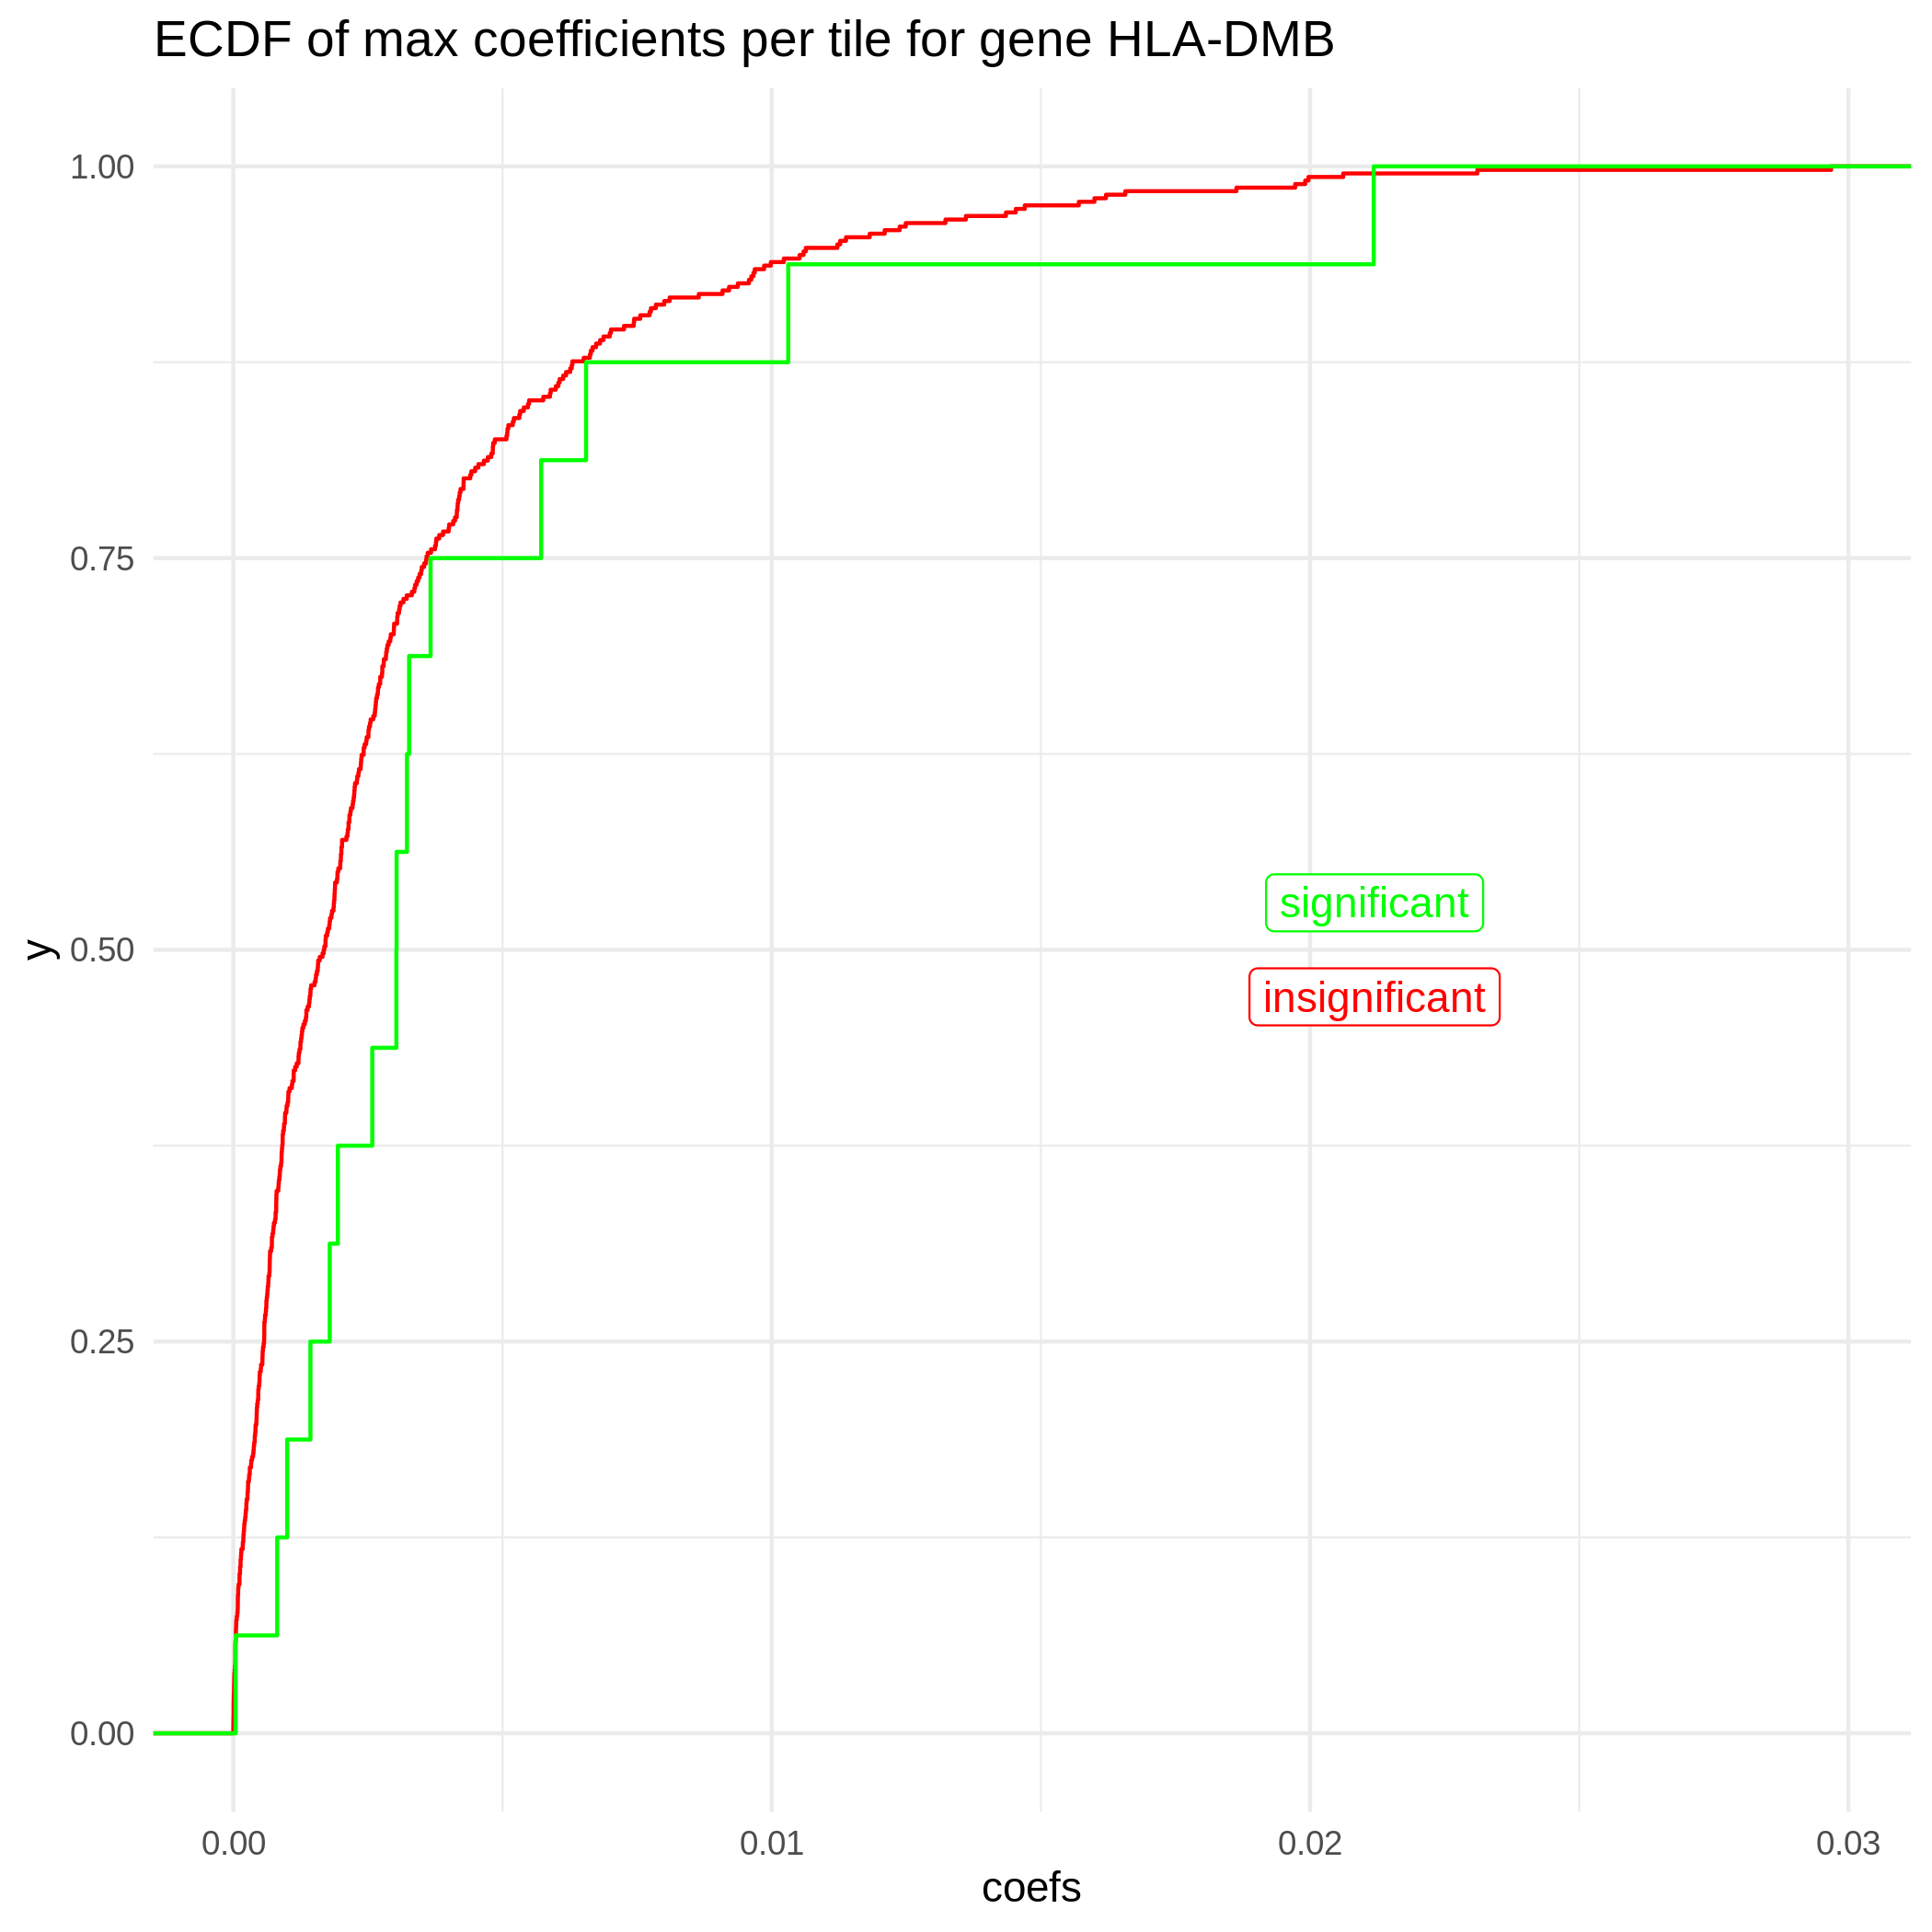 ECDF of max coefficients per tile for gene HLA-DMB
1.00
0.75
0.50
0.25
0.00
y
significant
insignificant
0.00 0.01 0.02 0.03
coefs